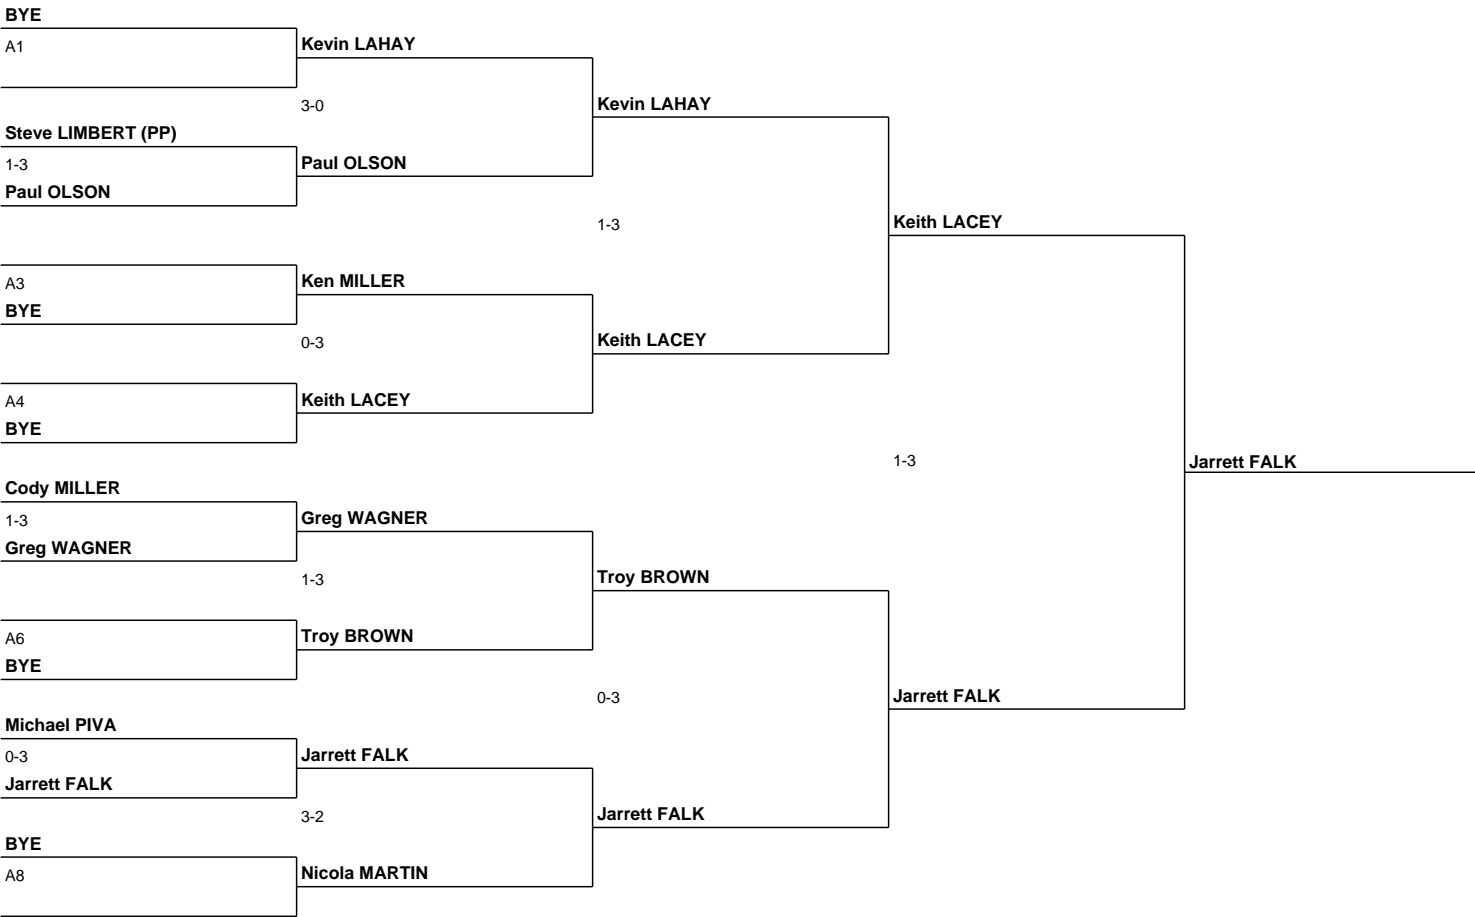 BYE
A1
Kevin LAHAY
3-0
Kevin LAHAY
Steve LIMBERT (PP)
1-3
Paul OLSON
Paul OLSON
1-3
Keith LACEY
A3
BYE
Ken MILLER
0-3
Keith LACEY
A4
BYE
Keith LACEY
1-3
Jarrett FALK
Cody MILLER
1-3
Greg WAGNER
Greg WAGNER
1-3
Troy BROWN
A6
BYE
Troy BROWN
0-3
Jarrett FALK
Michael PIVA
0-3
Jarrett FALK
Jarrett FALK
3-2
Jarrett FALK
BYE
A8
Nicola MARTIN